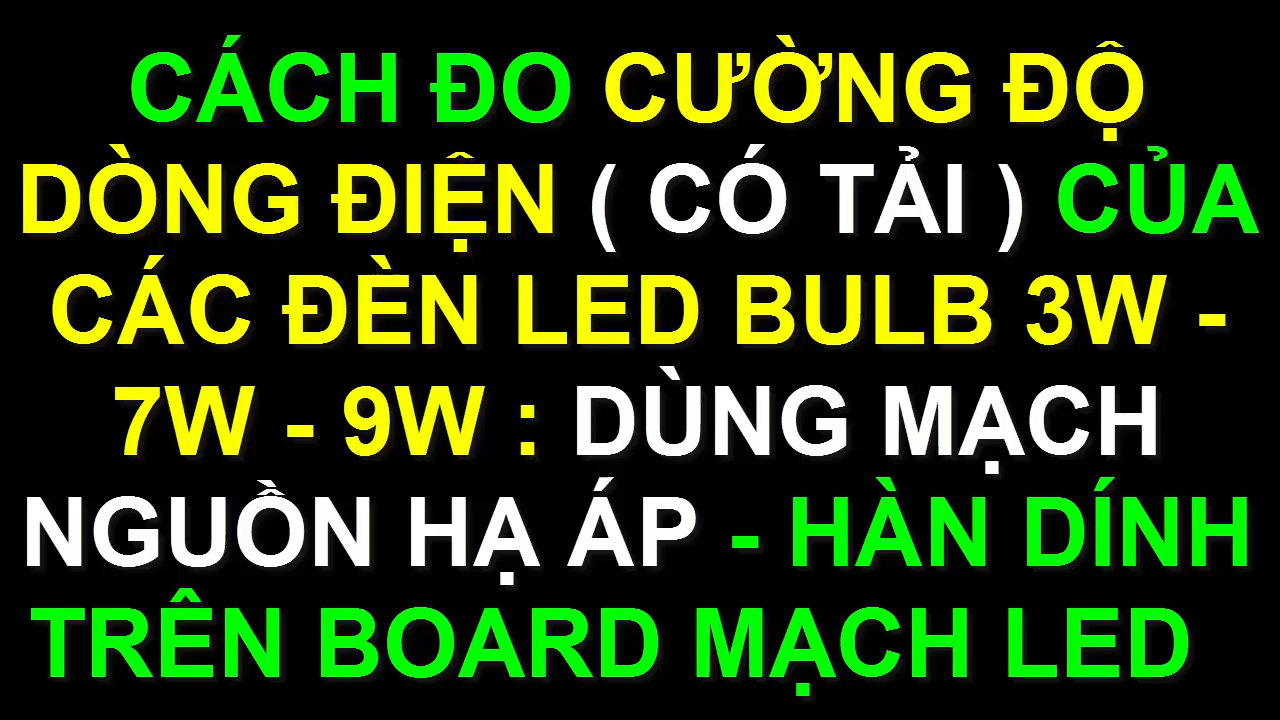 CÁCH ĐO CƯỜNG ĐỘ
DÒNG ĐIỆN ( CÓ TẢI ) CỦA
CÁC ĐÈN LED BULB 3W -
7W - 9W : DÙNG MẠCH
NGUỒN HẠ ÁP - HÀN DÍNH
TRÊN BOARD MẠCH LED